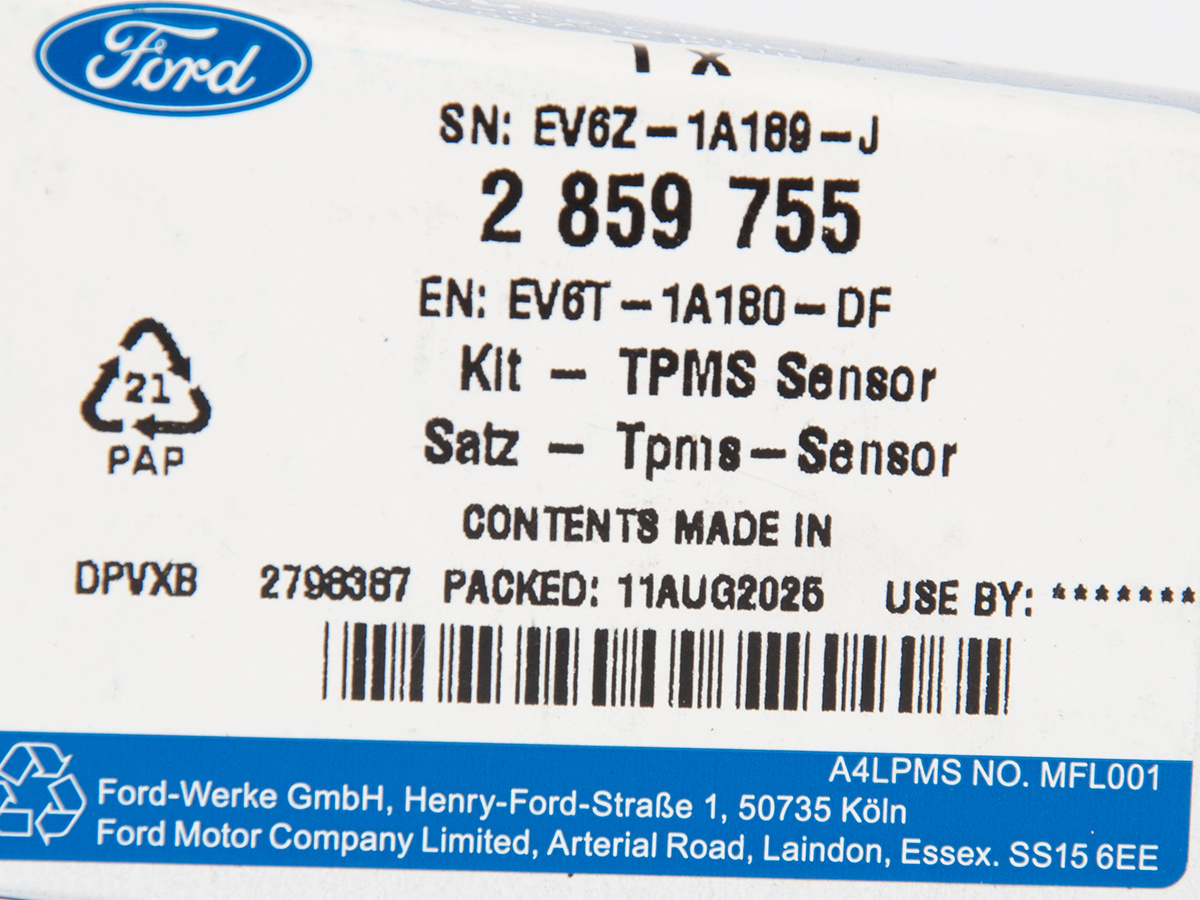 Ford
1 x
SN: EV6Z-1A189-J
2 859 755
EN: EV6T-1A180-DF
Kit - TPMS Sensor
Satz - Tpms-Sensor
21
PAP
CONTENTS MADE IN
DPVXB 2798387 PACKED: 11AUG2025 USE BY: *******
A4LPMS NO. MFL001
Ford-Werke GmbH, Henry-Ford-Straße 1, 50735 Köln
Ford Motor Company Limited, Arterial Road, Laindon, Essex. SS15 6EE